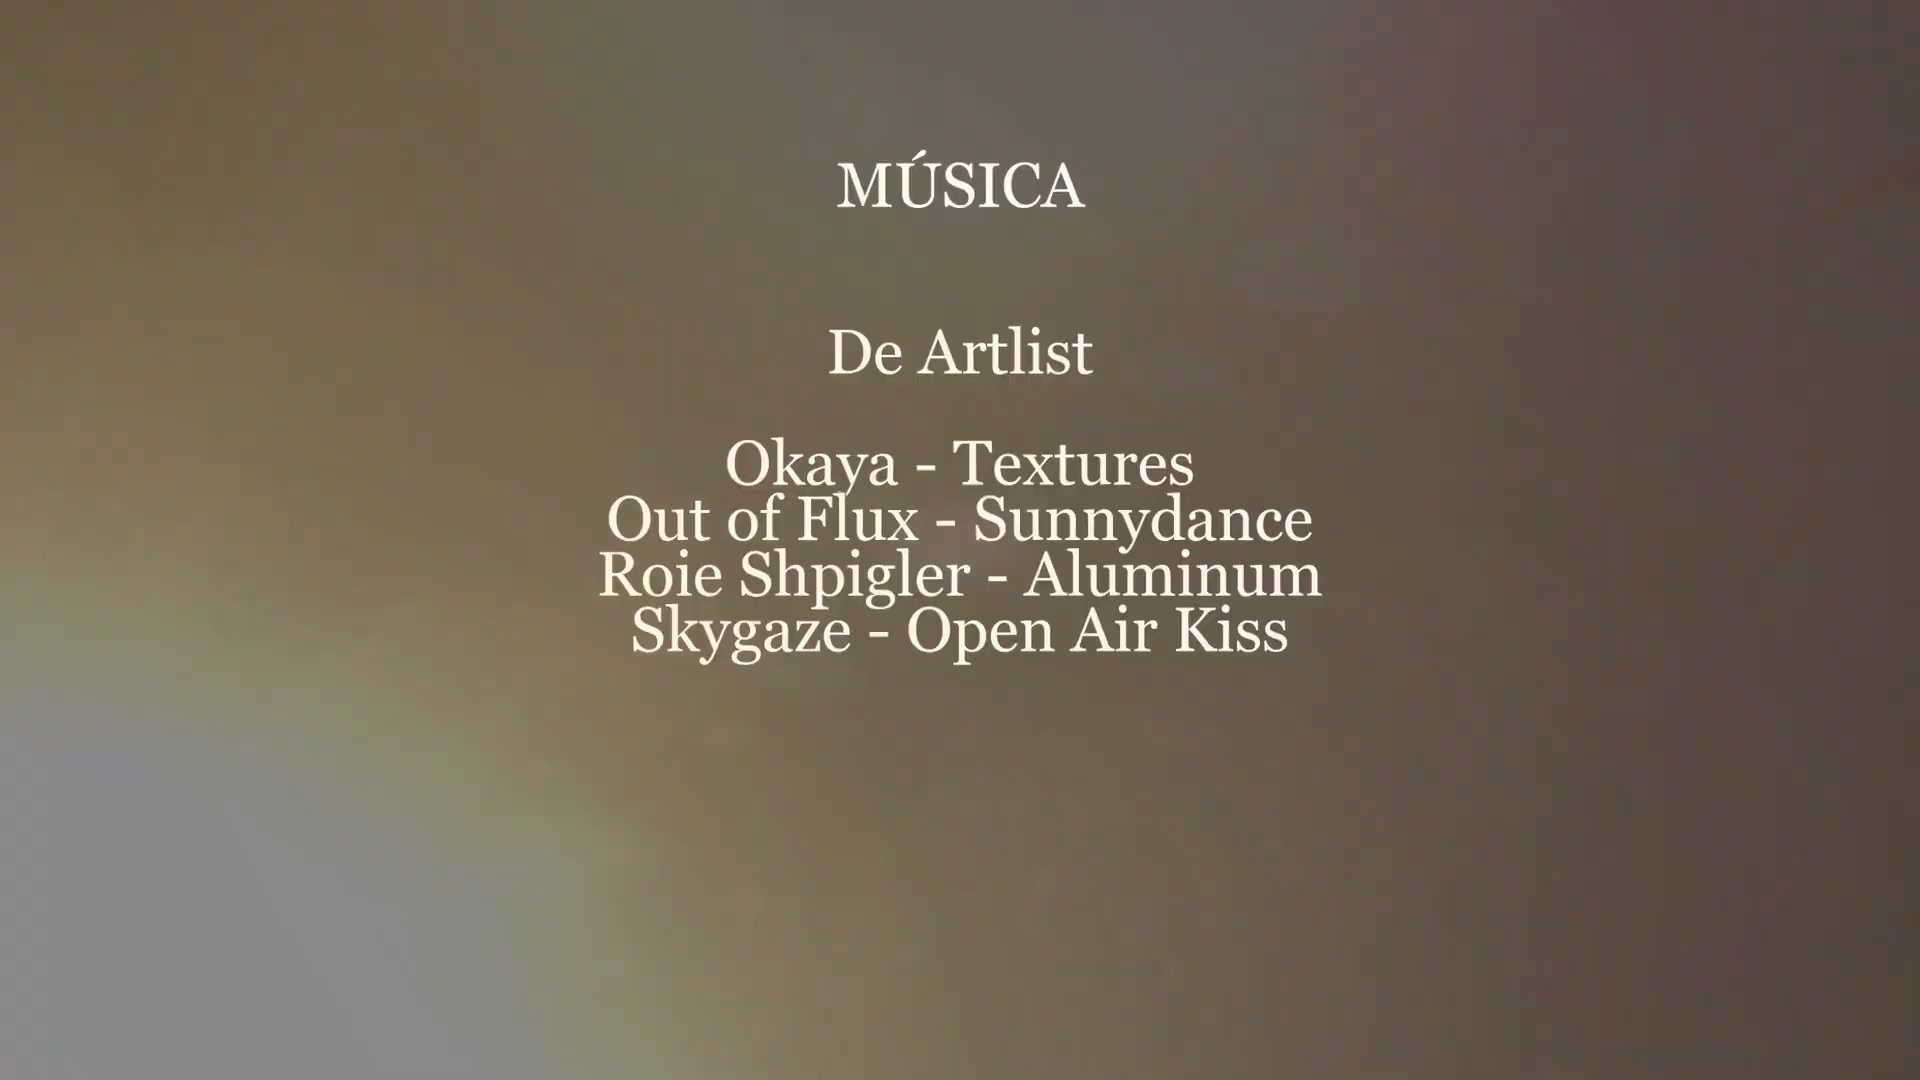 MÚSICA
De Artlist
Okaya - Textures
Out of Flux - Sunnydance
Roie Shpigler - Aluminum
Skygaze - Open Air Kiss